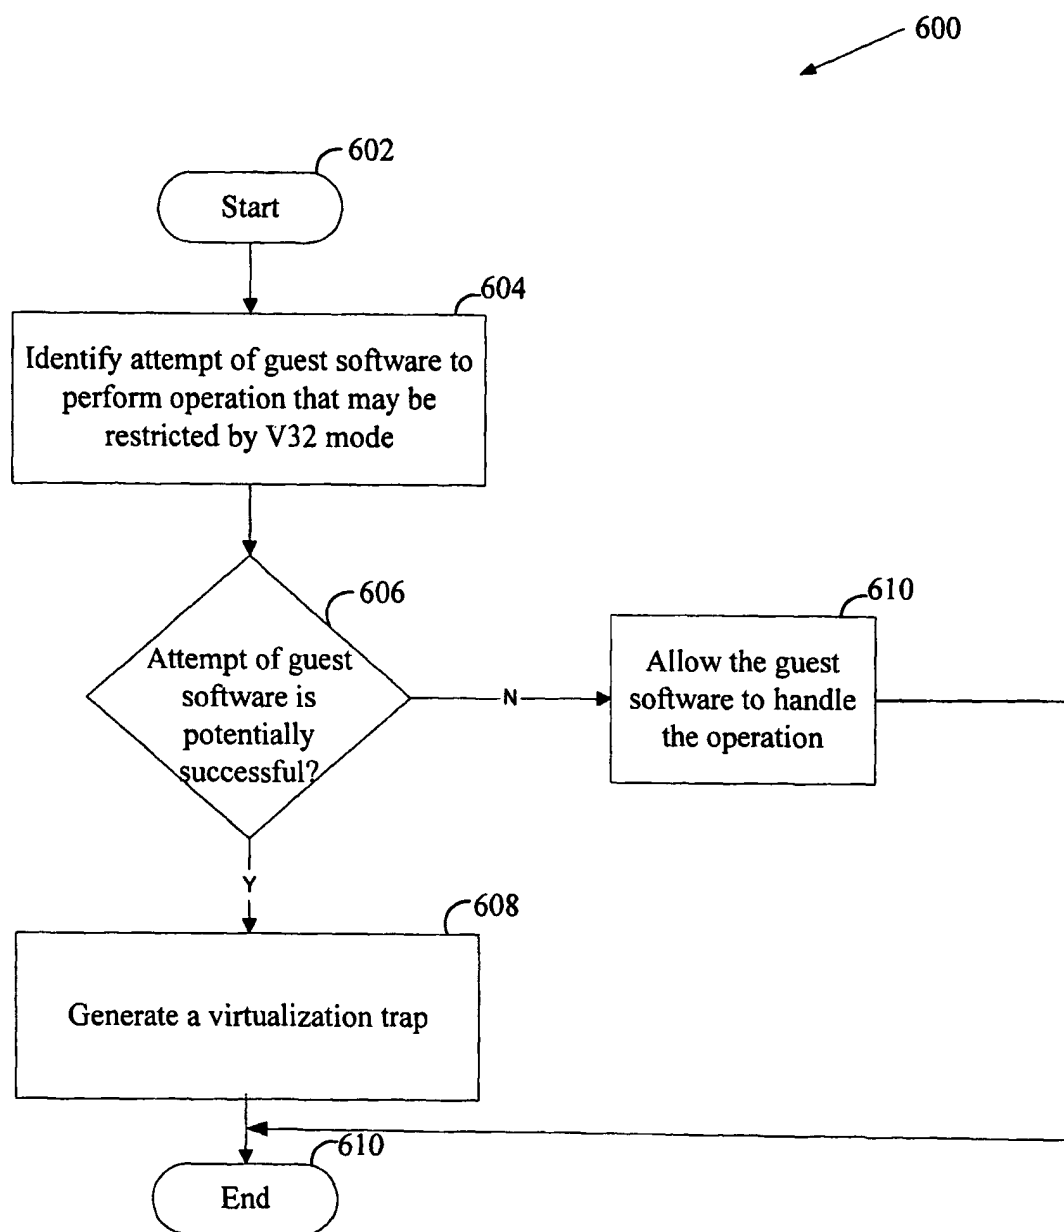 600
602
Start
604
Identify attempt of guest software to
perform operation that may be
restricted by V32 mode
606
Attempt of guest
software is
potentially
successful?
N
610
Allow the guest
software to handle
the operation
Y
608
Generate a virtualization trap
610
End